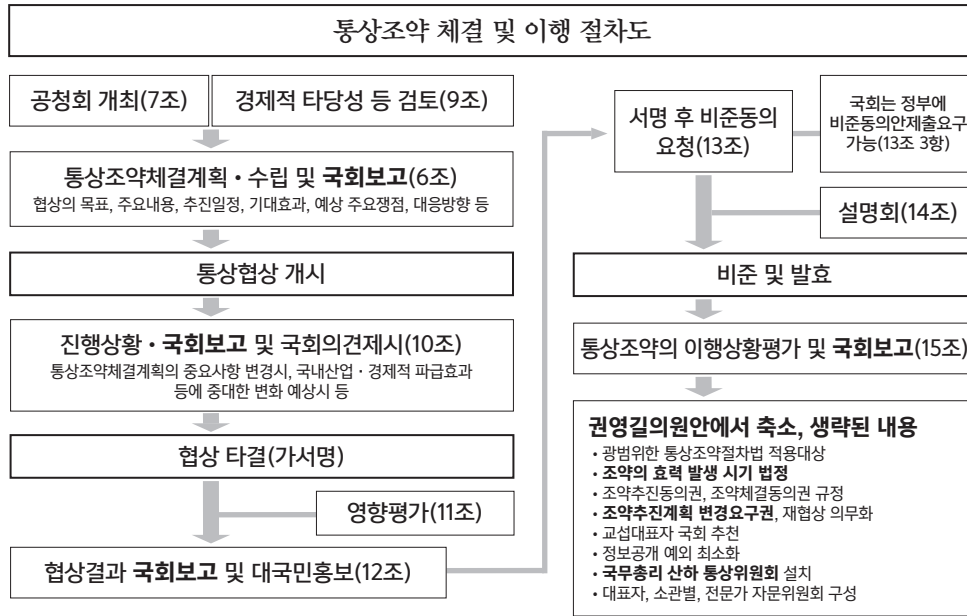 통상조약 체결 및 이행 절차도
공청회 개최(7조)
경제적 타당성 등 검토(9조)
통상조약체결계획・수립 및 국회보고(6조)
협상의 목표, 주요내용, 추진일정, 기대효과, 예상 주요쟁점, 대응방향 등
통상협상 개시
진행상황・국회보고 및 국회의견제시(10조)
통상조약체결계획의 중요사항 변경시, 국내산업・경제적 파급효과
등에 중대한 변화 예상시 등
협상 타결(가서명)
영향평가(11조)
협상결과 국회보고 및 대국민홍보(12조)
서명 후 비준동의
요청(13조)
국회는 정부에
비준동의안제출요구
가능(13조 3항)
설명회(14조)
비준 및 발효
통상조약의 이행상황평가 및 국회보고(15조)
권영길의원안에서 축소, 생략된 내용
・광범위한 통상조약절차법 적용대상
・조약의 효력 발생 시기 법정
・조약추진동의권, 조약체결동의권 규정
・조약추진계획 변경요구권, 재협상 의무화
・교섭대표자 국회 추천
・정보공개 예외 최소화
・국무총리 산하 통상위원회 설치
・대표자, 소관별, 전문가 자문위원회 구성